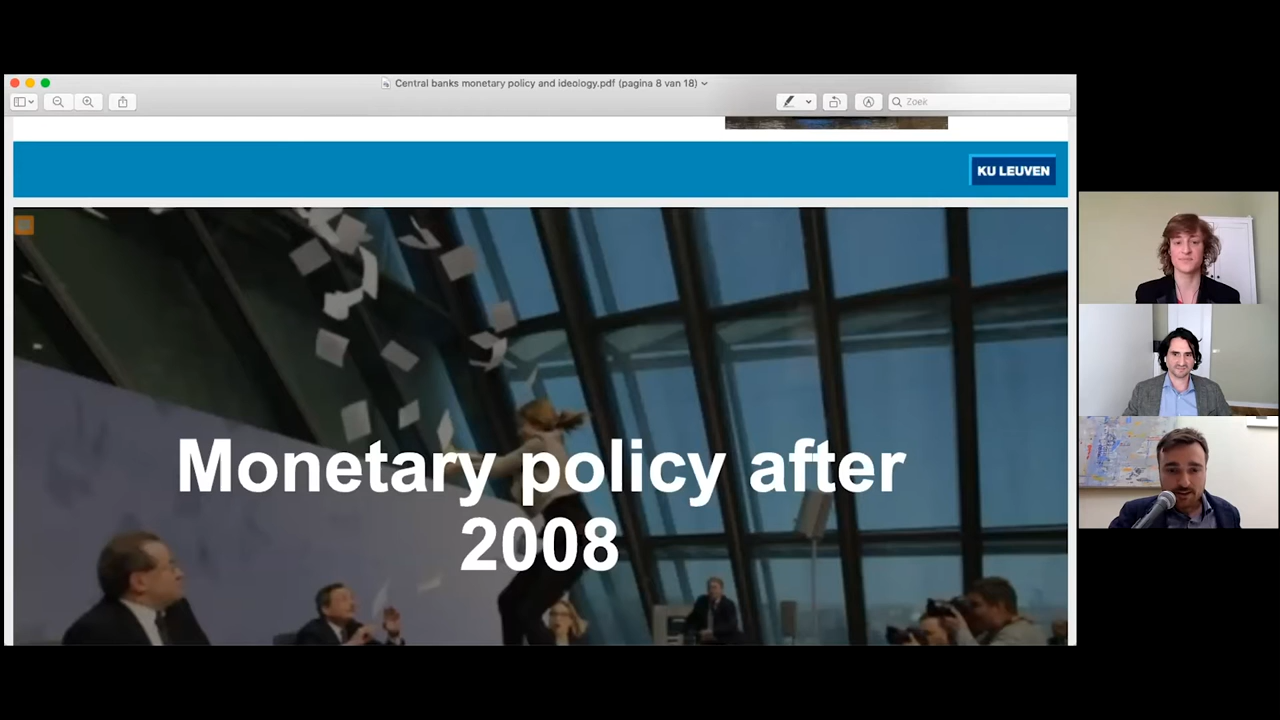 Central banks monetary policy and ideology.pdf (pagina 8 van 18)
Zoek
KU LEUVEN
Monetary policy after
2008